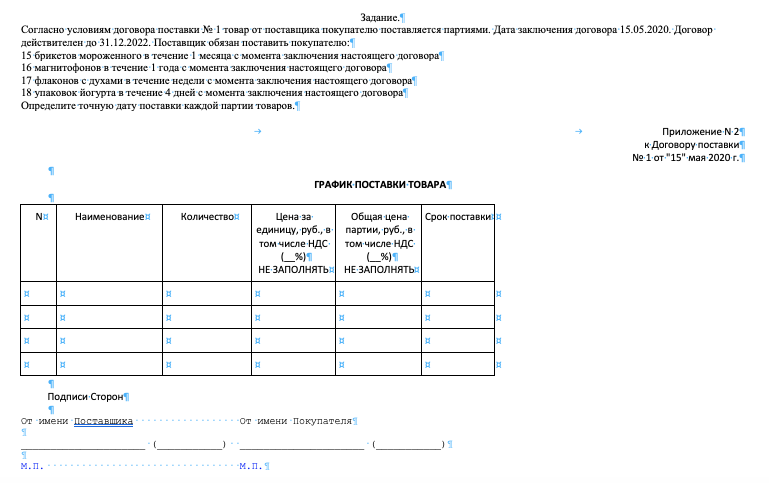 Задание.
Согласно условиям договора поставки № 1 товар от поставщика покупателю поставляется партиями. Дата заключения договора 15.05.2020. Договор
действителен до 31.12.2022. Поставщик обязан поставить покупателю:
15 брикетов мороженного в течение 1 месяца с момента заключения настоящего договора
16 магнитофонов в течение 1 года с момента заключения настоящего договора
17 флаконов с духами в течение недели с момента заключения настоящего договора
18 упаковок йогурта в течение 4 дней с момента заключения настоящего договора
Определите точную дату поставки каждой партии товаров.
Приложение N 2
к Договору поставки
№ 1 от "15" мая 2020 г.
ГРАФИК ПОСТАВКИ ТОВАРА
N Наименование Количество Цена за Общая цена Срок поставки
единицу, руб., в партии, руб., в
том числе НДС том числе НДС
(__%) (__%)
НЕ ЗАПОЛНЯТЬ НЕ ЗАПОЛНЯТЬ
Подписи Сторон
От имени Поставщика От имени Покупателя
____________________ (___________) ____________________ (___________)
М.П. М.П.